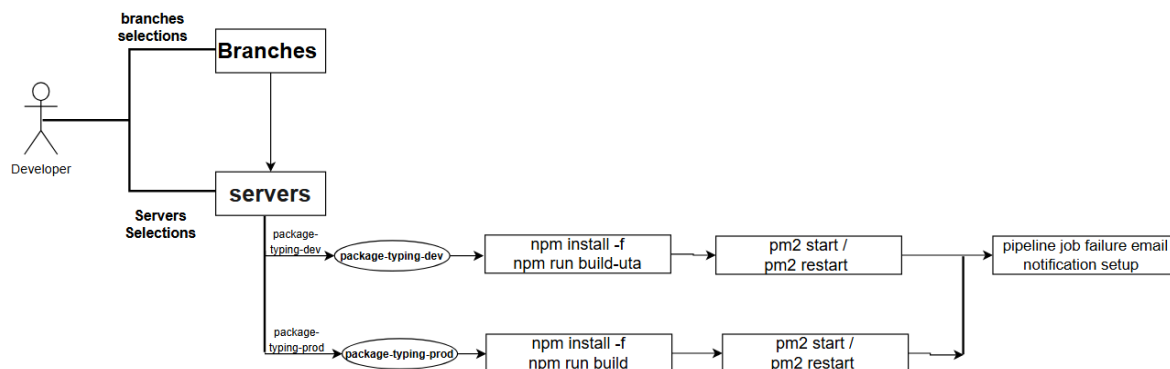 branches
selections
Branches
Developer
servers
Servers
Selections
package-
typing-dev
package-typing-dev
npm install -f
npm run build-uta
pm2 start /
pm2 restart
pipeline job failure email
notification setup
package-
typing-prod
package-typing-prod
npm install -f
npm run build
pm2 start /
pm2 restart